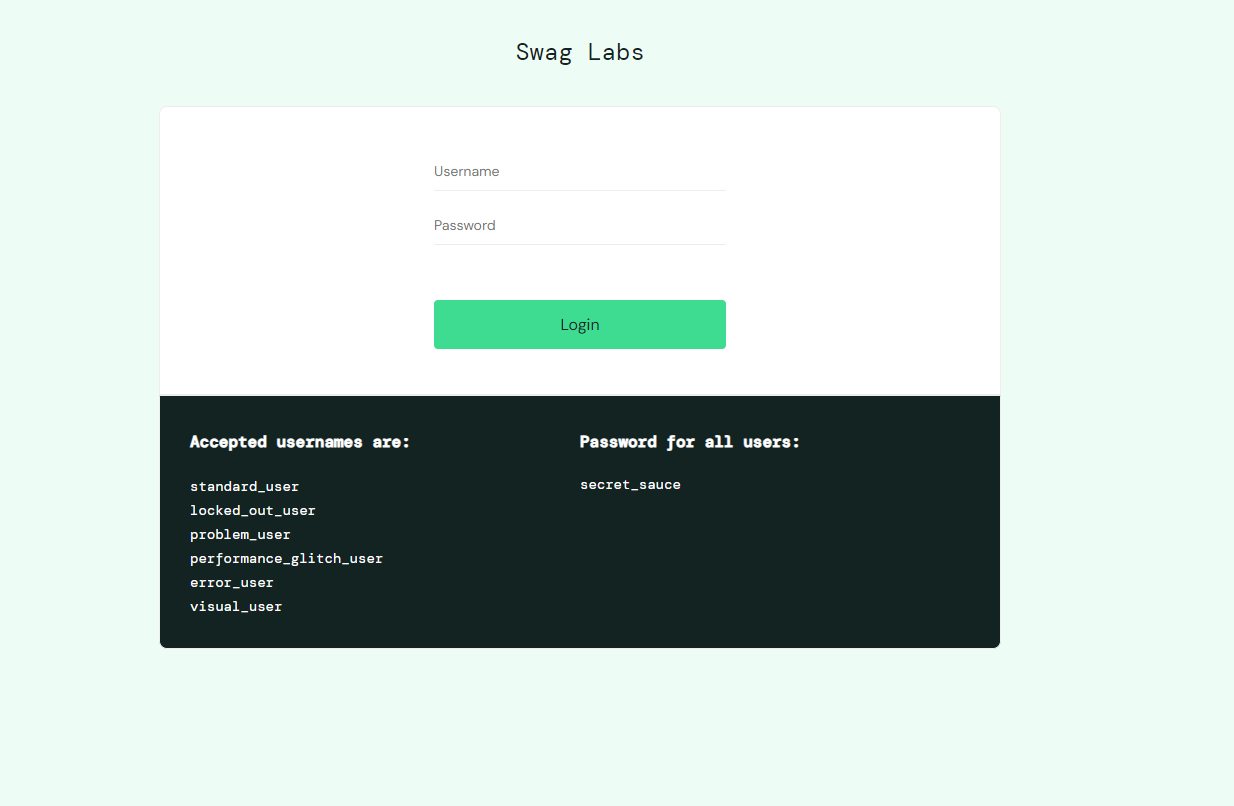 Swag Labs
Username
Password
Login
Accepted usernames are:
standard_user
locked_out_user
problem_user
performance_glitch_user
error_user
visual_user
Password for all users:
secret_sauce